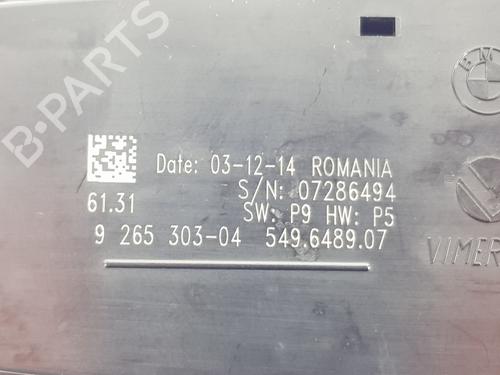 B-PARTS
BMW
Date: 03-12-14 ROMANIA
S/N: 07286494
61.31
SW: P9 HW: P5
9 265 303-04 549.6489.07
VIMER